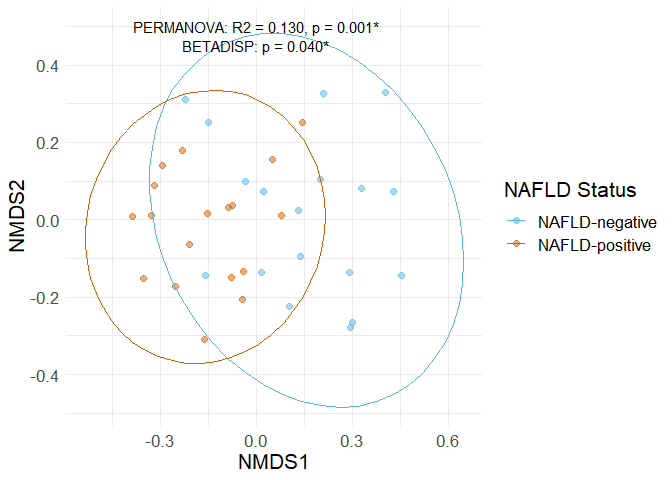 PERMANOVA: R2 = 0.130, p = 0.001*
BETADISP: p = 0.040*
0.4
0.2
0.0
-0.2
-0.4
NMDS2
-0.3 0.0 0.3 0.6
NMDS1
NAFLD Status
NAFLD-negative
NAFLD-positive